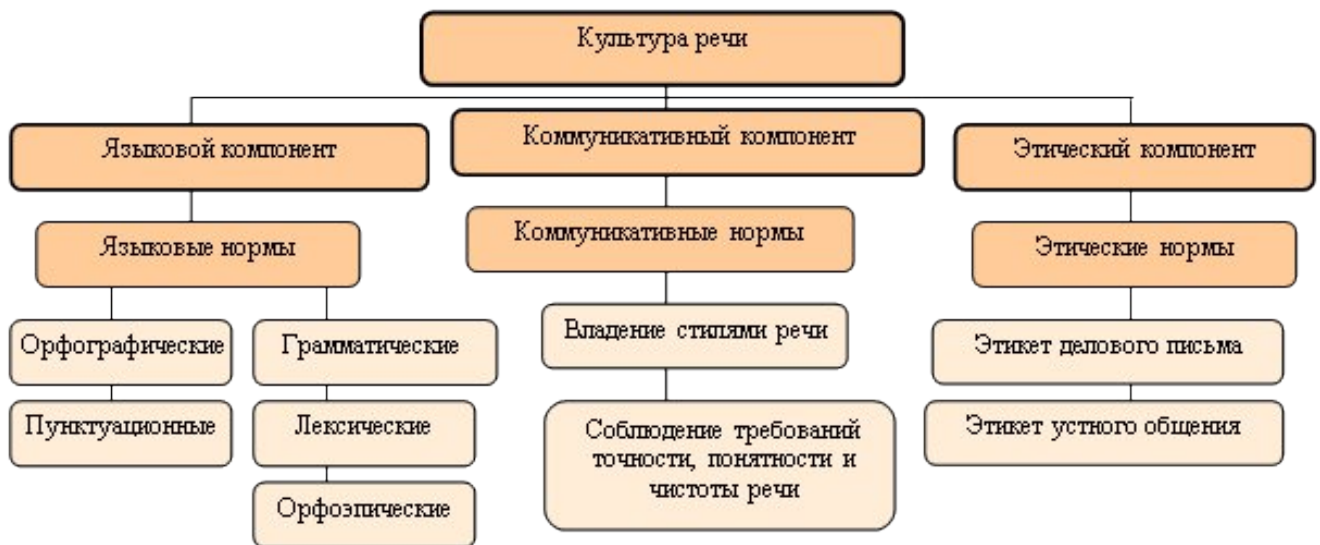 Культура речи
Языковой компонент
Коммуникативный компонент
Этический компонент
Языковые нормы
Коммуникативные нормы
Этические нормы
Орфографические
Грамматические
Владение стилями речи
Этикет делового письма
Пунктуационные
Лексические
Соблюдение требований
точности, понятности и
чистоты речи
Этикет устного общения
Орфоэпические